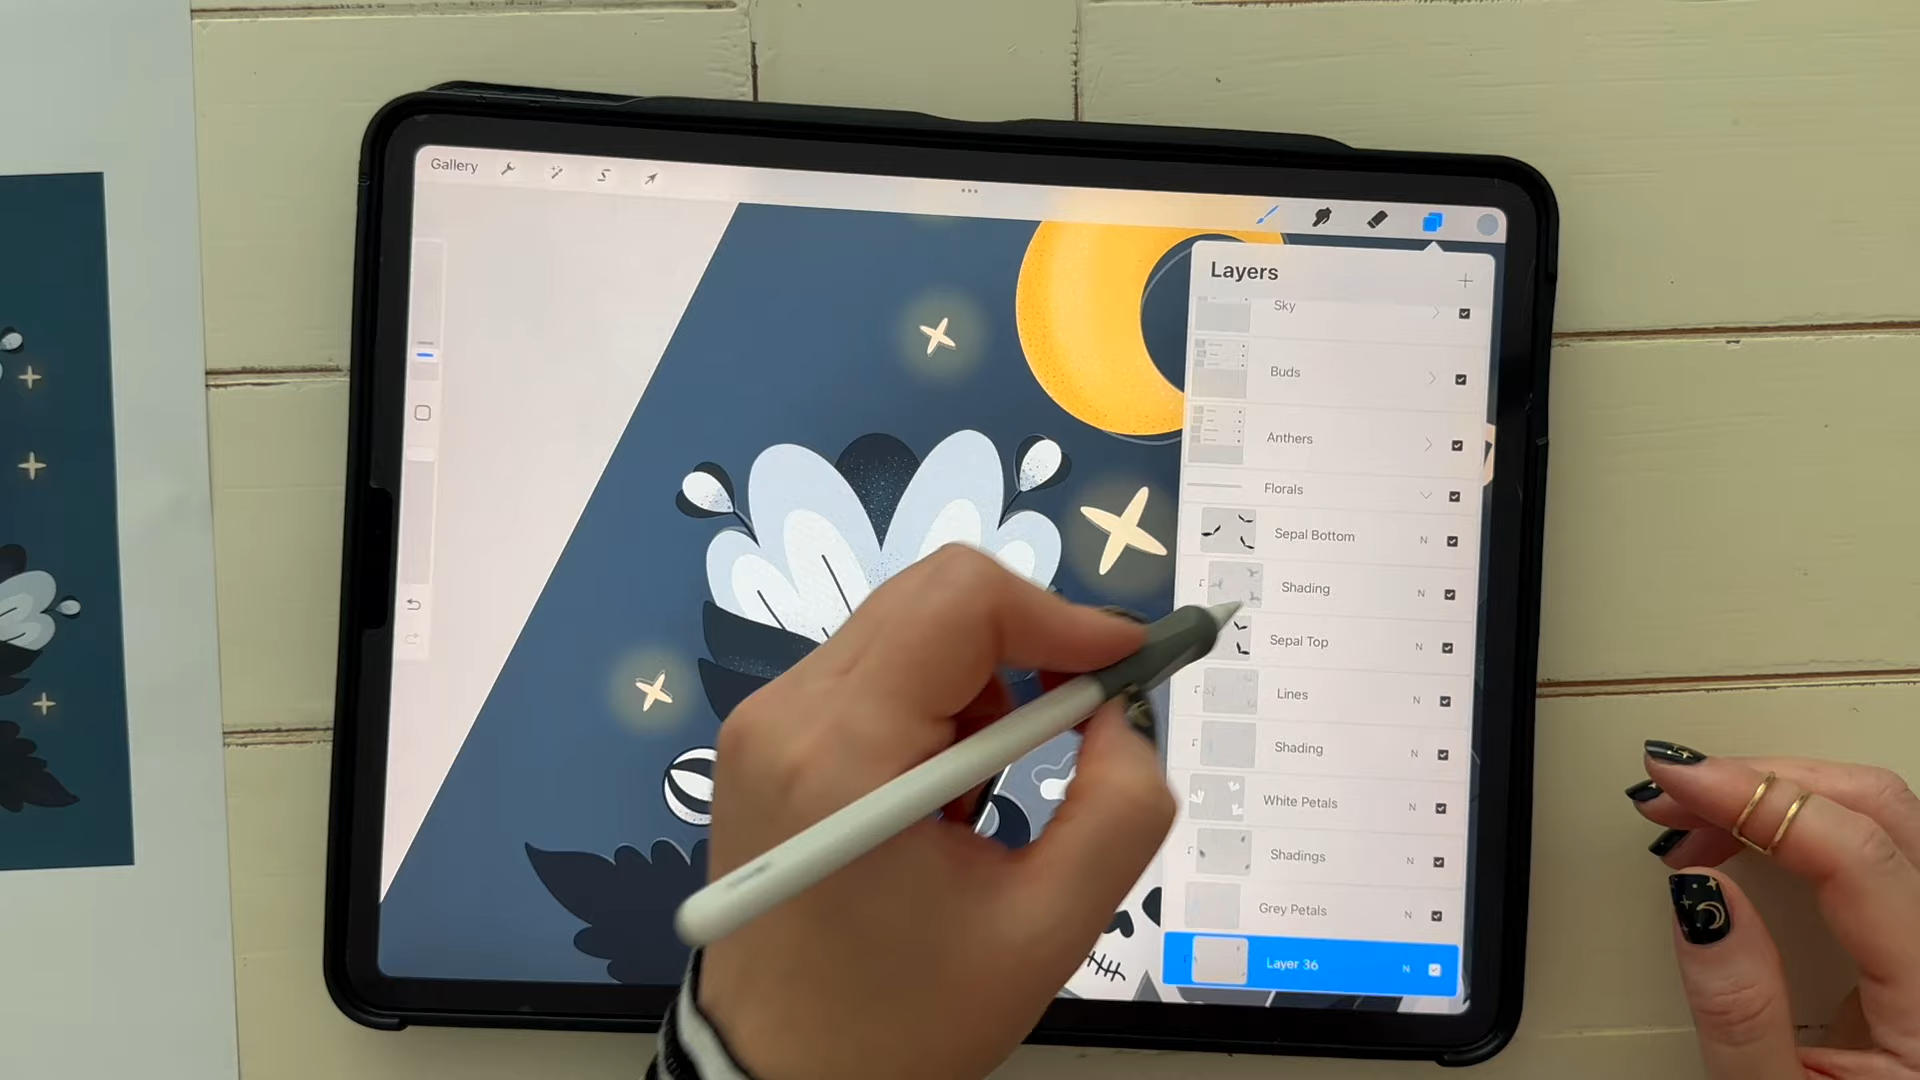 Gallery
Layers
Sky
Buds
Anthers
Florals
Sepal Bottom N
Shading N
Sepal Top N
Lines N
Shading N
White Petals N
Shadings N
Grey Petals N
Layer 36 N